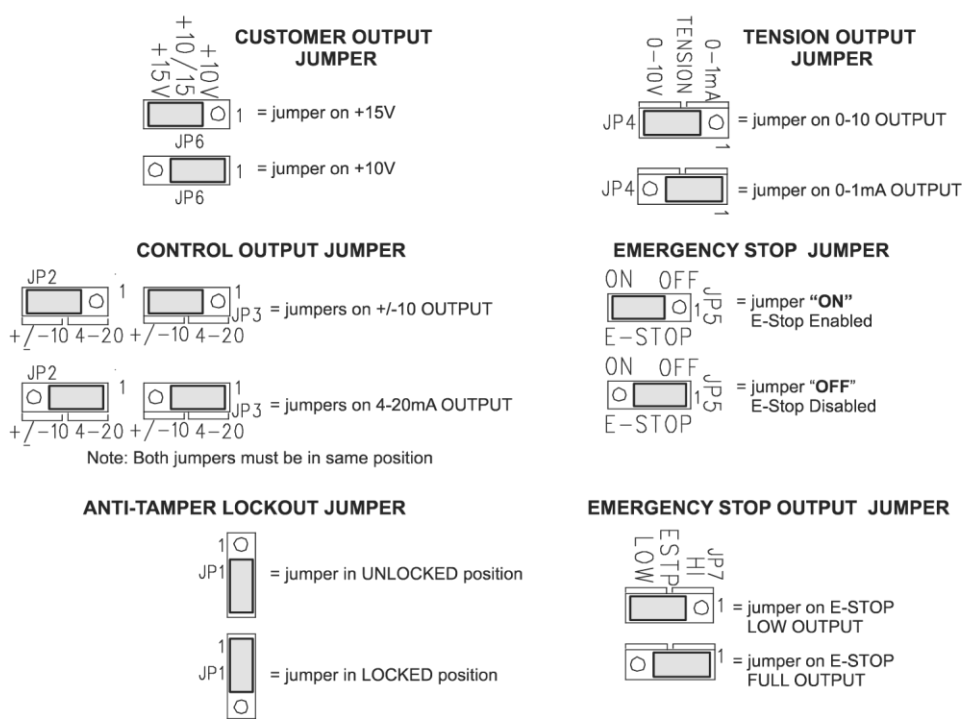 CUSTOMER OUTPUT
JUMPER
+15V
+10/15
+10V
1 = jumper on +15V
JP6
1 = jumper on +10V
JP6
TENSION OUTPUT
JUMPER
0-10V
TENSION
0-1mA
JP4 = jumper on 0-10 OUTPUT
1
JP4 = jumper on 0-1mA OUTPUT
1
CONTROL OUTPUT JUMPER
JP2 1 1
JP3 = jumpers on +/-10 OUTPUT
+/-10 4-20 +/-10 4-20
JP2 1 1
JP3 = jumpers on 4-20mA OUTPUT
+/-10 4-20 +/-10 4-20
Note: Both jumpers must be in same position
EMERGENCY STOP JUMPER
ON OFF
1 JP5 = jumper “ON”
E-Stop Enabled
E-STOP
ON OFF
1 JP5 = jumper “OFF”
E-Stop Disabled
E-STOP
ANTI-TAMPER LOCKOUT JUMPER
1
JP1 = jumper in UNLOCKED position
1
JP1 = jumper in LOCKED position
EMERGENCY STOP OUTPUT JUMPER
LOW
ESTP
HI
JP7
1 = jumper on E-STOP
LOW OUTPUT
1 = jumper on E-STOP
FULL OUTPUT